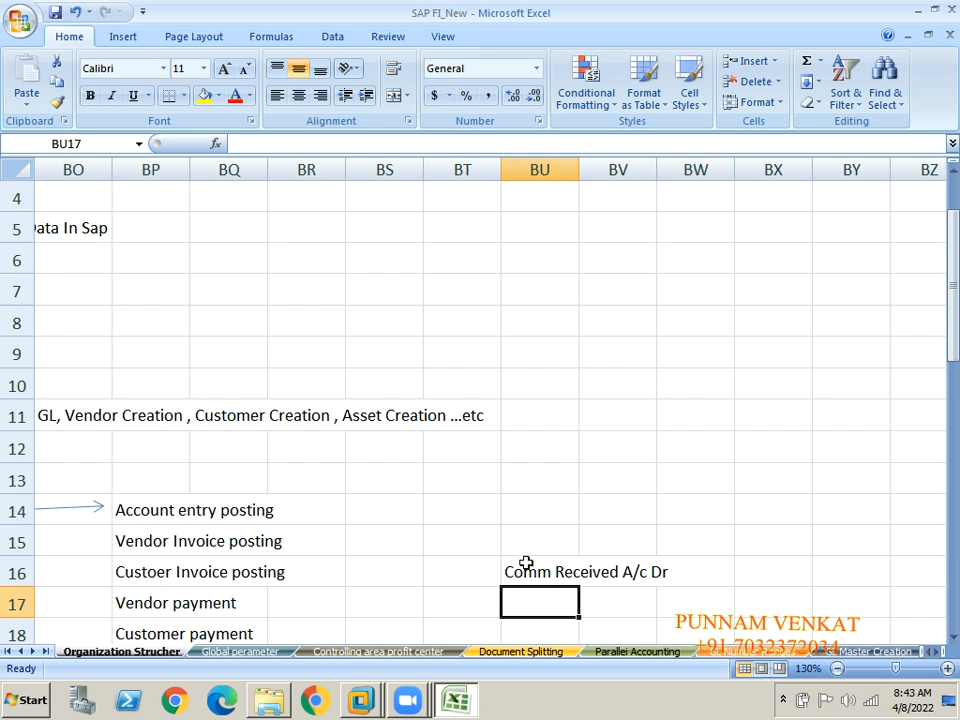 SAP FI_New - Microsoft Excel
Home Insert Page Layout Formulas Data Review View
Calibri 11 General
Paste
B I U
$ % ,
Conditional Formatting
Format as Table
Cell Styles
Insert
Delete
Format
Σ
Sort & Filter
Find & Select
Clipboard Font Alignment Number Styles Cells Editing
BU17 fx
BO BP BQ BR BS BT BU BV BW BX BY BZ
4
5 Data In Sap
6
7
8
9
10
11 GL, Vendor Creation , Customer Creation , Asset Creation ...etc
12
13
14 Account entry posting
15 Vendor Invoice posting
16 Custoer Invoice posting Comm Received A/c Dr
17 Vendor payment
18 Customer payment
PUNNAM VENKAT
+91 7032372034
Organization Strucher Global perameter Controlling area profit center Document Splitting Parallei Accounting Master Creation
Ready 130%
Start
8:43 AM
4/8/2022